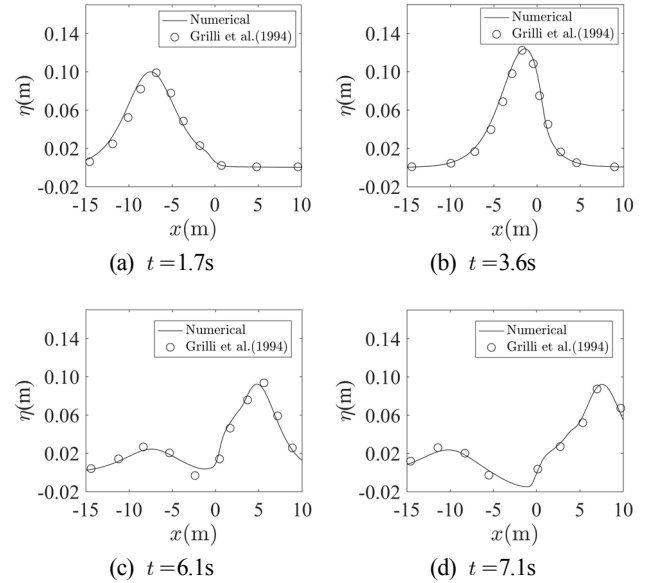 Numerical
Grilli et al.(1994)
0.14
0.10
0.06
0.02
-0.02
η(m)
-15 -10 -5 0 5 10
x(m)
(a) t=1.7s
Numerical
Grilli et al.(1994)
0.14
0.10
0.06
0.02
-0.02
η(m)
-15 -10 -5 0 5 10
x(m)
(b) t=3.6s
Numerical
Grilli et al.(1994)
0.14
0.10
0.06
0.02
-0.02
η(m)
-15 -10 -5 0 5 10
x(m)
(c) t=6.1s
Numerical
Grilli et al.(1994)
0.14
0.10
0.06
0.02
-0.02
η(m)
-15 -10 -5 0 5 10
x(m)
(d) t=7.1s